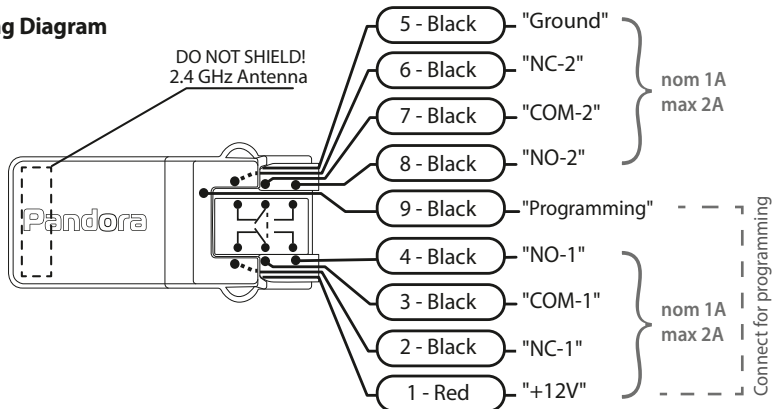 g Diagram
DO NOT SHIELD!
2.4 GHz Antenna
Pandora
5 - Black "Ground"
6 - Black "NC-2"
7 - Black "COM-2"
8 - Black "NO-2"
nom 1A
max 2A
9 - Black "Programming"
4 - Black "NO-1"
3 - Black "COM-1"
2 - Black "NC-1"
1 - Red "+12V"
nom 1A
max 2A
Connect for programming